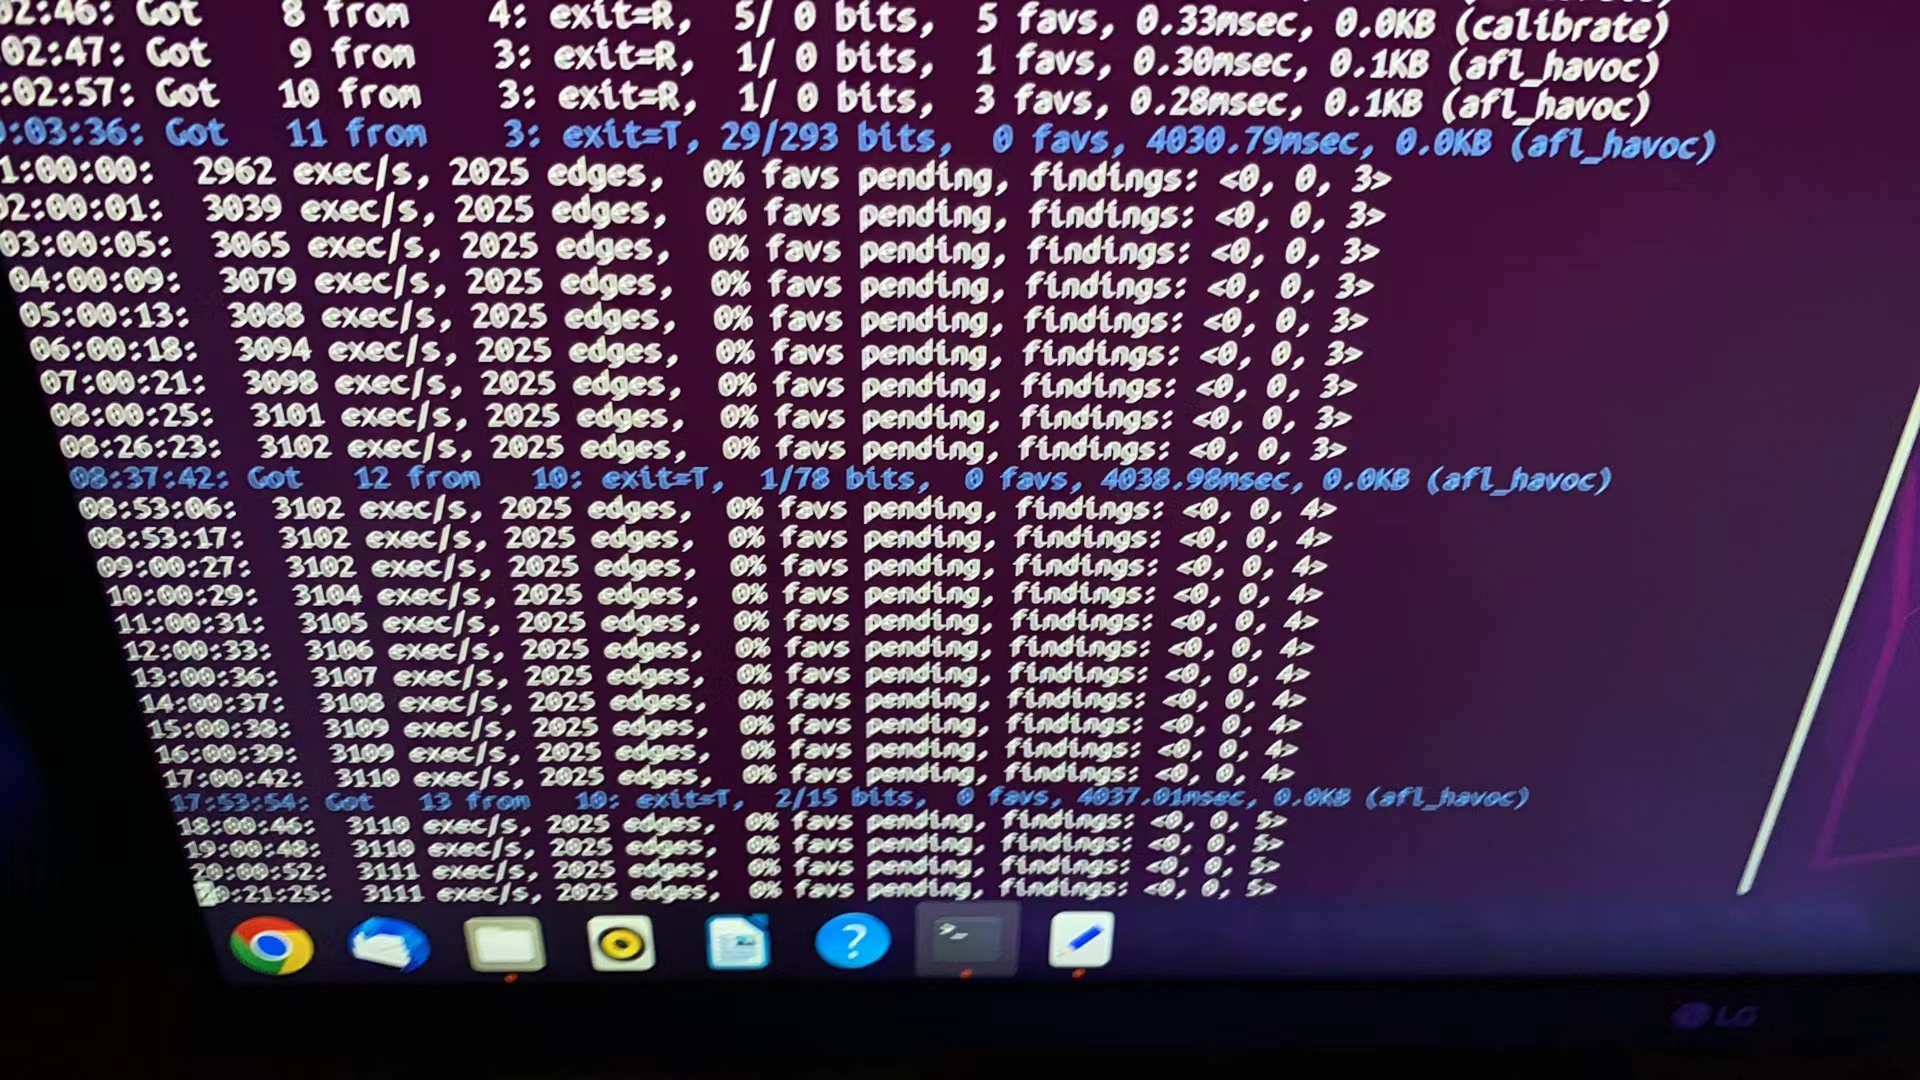 02:46: Got 8 from 4: exit=R, 5/ 0 bits, 5 favs, 0.33msec, 0.0KB (calibrate)
02:47: Got 9 from 3: exit=R, 1/ 0 bits, 1 favs, 0.30msec, 0.1KB (afl_havoc)
:02:57: Got 10 from 3: exit=R, 1/ 0 bits, 3 favs, 0.28msec, 0.1KB (afl_havoc)
:03:36: Got 11 from 3: exit=T, 29/293 bits, 0 favs, 4030.79msec, 0.0KB (afl_havoc)
1:00:00: 2962 exec/s, 2025 edges, 0% favs pending, findings: <0, 0, 3>
02:00:01: 3039 exec/s, 2025 edges, 0% favs pending, findings: <0, 0, 3>
03:00:05: 3065 exec/s, 2025 edges, 0% favs pending, findings: <0, 0, 3>
04:00:09: 3079 exec/s, 2025 edges, 0% favs pending, findings: <0, 0, 3>
05:00:13: 3088 exec/s, 2025 edges, 0% favs pending, findings: <0, 0, 3>
06:00:18: 3094 exec/s, 2025 edges, 0% favs pending, findings: <0, 0, 3>
07:00:21: 3098 exec/s, 2025 edges, 0% favs pending, findings: <0, 0, 3>
08:00:25: 3101 exec/s, 2025 edges, 0% favs pending, findings: <0, 0, 3>
08:26:23: 3102 exec/s, 2025 edges, 0% favs pending, findings: <0, 0, 3>
08:37:42: Got 12 from 10: exit=T, 1/78 bits, 0 favs, 4038.98msec, 0.0KB (afl_havoc)
08:53:06: 3102 exec/s, 2025 edges, 0% favs pending, findings: <0, 0, 4>
08:53:17: 3102 exec/s, 2025 edges, 0% favs pending, findings: <0, 0, 4>
09:00:27: 3102 exec/s, 2025 edges, 0% favs pending, findings: <0, 0, 4>
10:00:29: 3104 exec/s, 2025 edges, 0% favs pending, findings: <0, 0, 4>
11:00:31: 3105 exec/s, 2025 edges, 0% favs pending, findings: <0, 0, 4>
12:00:33: 3106 exec/s, 2025 edges, 0% favs pending, findings: <0, 0, 4>
13:00:36: 3107 exec/s, 2025 edges, 0% favs pending, findings: <0, 0, 4>
14:00:37: 3108 exec/s, 2025 edges, 0% favs pending, findings: <0, 0, 4>
15:00:38: 3109 exec/s, 2025 edges, 0% favs pending, findings: <0, 0, 4>
16:00:39: 3109 exec/s, 2025 edges, 0% favs pending, findings: <0, 0, 4>
17:00:42: 3110 exec/s, 2025 edges, 0% favs pending, findings: <0, 0, 4>
17:53:54: Got 13 from 10: exit=T, 2/15 bits, 0 favs, 4037.01msec, 0.0KB (afl_havoc)
18:00:46: 3110 exec/s, 2025 edges, 0% favs pending, findings: <0, 0, 5>
19:00:48: 3110 exec/s, 2025 edges, 0% favs pending, findings: <0, 0, 5>
20:00:52: 3111 exec/s, 2025 edges, 0% favs pending, findings: <0, 0, 5>
20:21:25: 3111 exec/s, 2025 edges, 0% favs pending, findings: <0, 0, 5>
?
LG